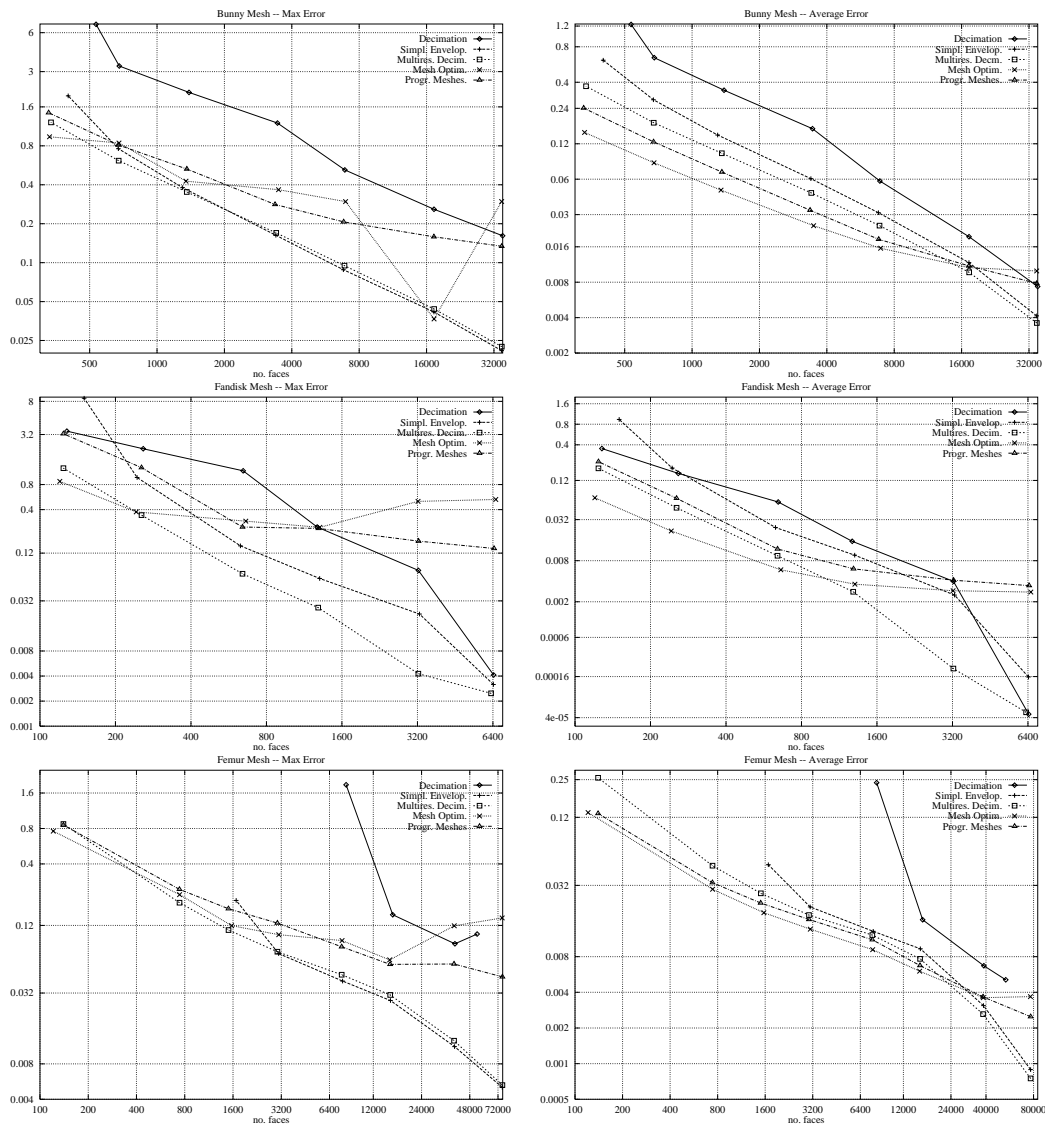 Bunny Mesh -- Max Error
Decimation
Simpl. Envelop.
Multires. Decim.
Mesh Optim.
Progr. Meshes
6
3
1.6
0.8
0.4
0.2
0.1
0.05
0.025
500 1000 2000 4000 8000 16000 32000
no. faces
Bunny Mesh -- Average Error
Decimation
Simpl. Envelop.
Multires. Decim.
Mesh Optim.
Progr. Meshes
1.2
0.8
0.4
0.24
0.12
0.06
0.03
0.016
0.008
0.004
0.002
500 1000 2000 4000 8000 16000 32000
no. faces
Fandisk Mesh -- Max Error
Decimation
Simpl. Envelop.
Multires. Decim.
Mesh Optim.
Progr. Meshes
8
3.2
0.8
0.4
0.12
0.032
0.008
0.004
0.002
0.001
100 200 400 800 1600 3200 6400
no. faces
Fandisk Mesh -- Average Error
Decimation
Simpl. Envelop.
Multires. Decim.
Mesh Optim.
Progr. Meshes
1.6
0.8
0.4
0.12
0.032
0.008
0.002
0.0006
0.00016
4e-05
100 200 400 800 1600 3200 6400
no. faces
Femur Mesh -- Max Error
Decimation
Simpl. Envelop.
Multires. Decim.
Mesh Optim.
Progr. Meshes
1.6
0.8
0.4
0.12
0.032
0.008
0.004
100 200 400 800 1600 3200 6400 12000 24000 48000 72000
no. faces
Femur Mesh -- Average Error
Decimation
Simpl. Envelop.
Multires. Decim.
Mesh Optim.
Progr. Meshes
0.25
0.12
0.032
0.008
0.004
0.002
0.001
0.0005
100 200 400 800 1600 3200 6400 12000 24000 40000 80000
no. faces